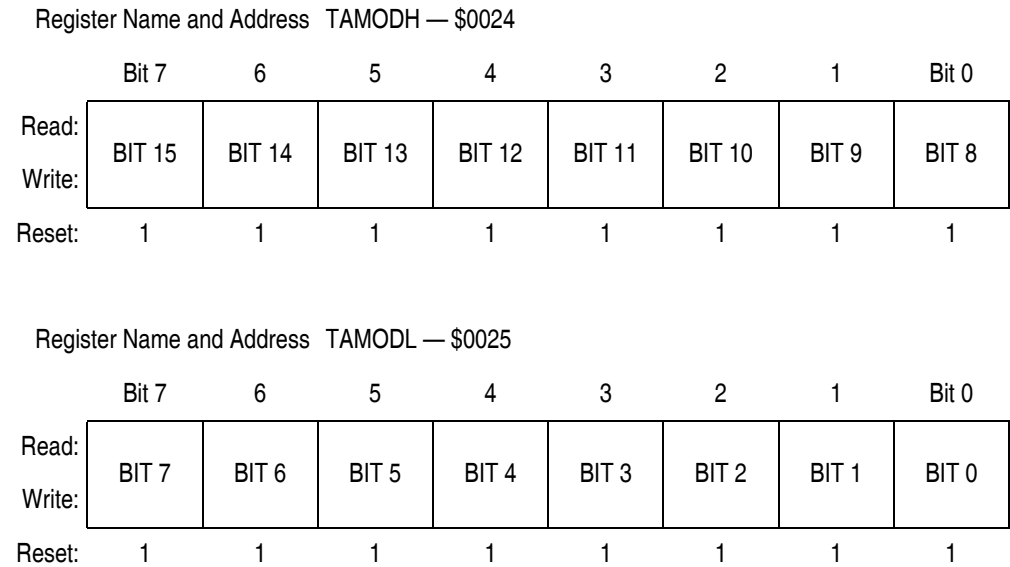 Register Name and Address TAMODH — $0024
Bit 7 6 5 4 3 2 1 Bit 0
Read:
BIT 15 BIT 14 BIT 13 BIT 12 BIT 11 BIT 10 BIT 9 BIT 8
Write:
Reset: 1 1 1 1 1 1 1 1
Register Name and Address TAMODL — $0025
Bit 7 6 5 4 3 2 1 Bit 0
Read:
BIT 7 BIT 6 BIT 5 BIT 4 BIT 3 BIT 2 BIT 1 BIT 0
Write:
Reset: 1 1 1 1 1 1 1 1